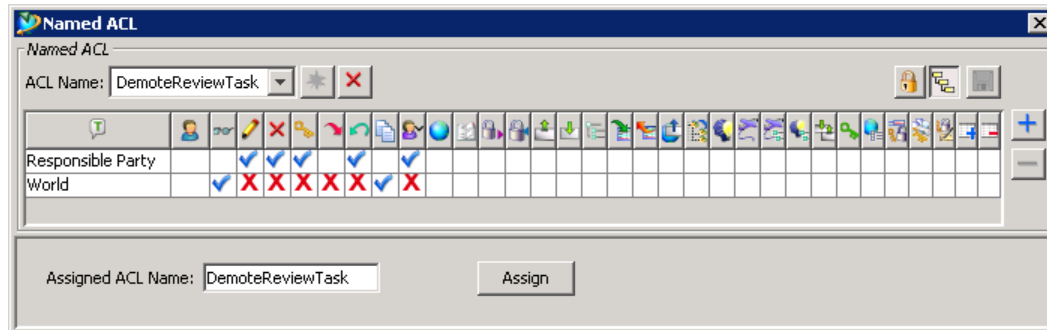 Named ACL
Named ACL
ACL Name: DemoteReviewTask
T
Responsible Party
World
Assigned ACL Name: DemoteReviewTask Assign